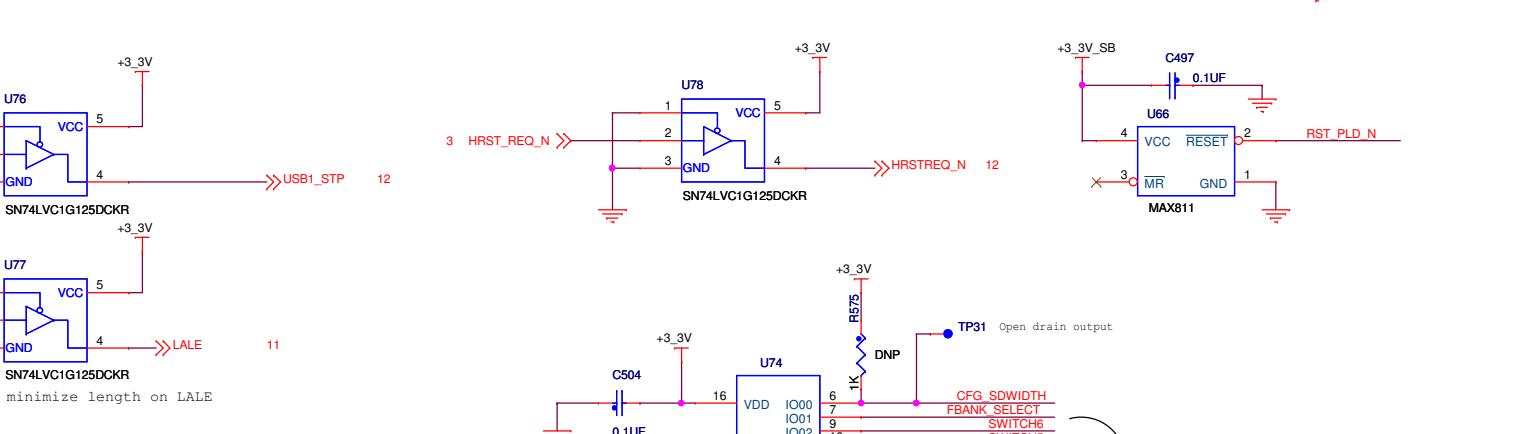 +3_3V
U76
5
VCC
GND
4
USB1_STP 12
SN74LVC1G125DCKR
+3_3V
U77
5
VCC
GND
4
LALE 11
SN74LVC1G125DCKR
minimize length on LALE
+3_3V
U78
1
VCC
5
3 HRST_REQ_N
2
3
GND
4
HRSTREQ_N 12
SN74LVC1G125DCKR
+3_3V_SB
C497
0.1UF
U66
4
VCC
RESET
2
RST_PLD_N
3
MR
GND
1
MAX811
+3_3V
R575
DNP
1K
TP31 Open drain output
+3_3V
U74
C504
0.1UF
16
VDD
IO00
6
CFG_SDWIDTH
IO01
7
FBANK_SELECT
IO02
9
SWITCH6